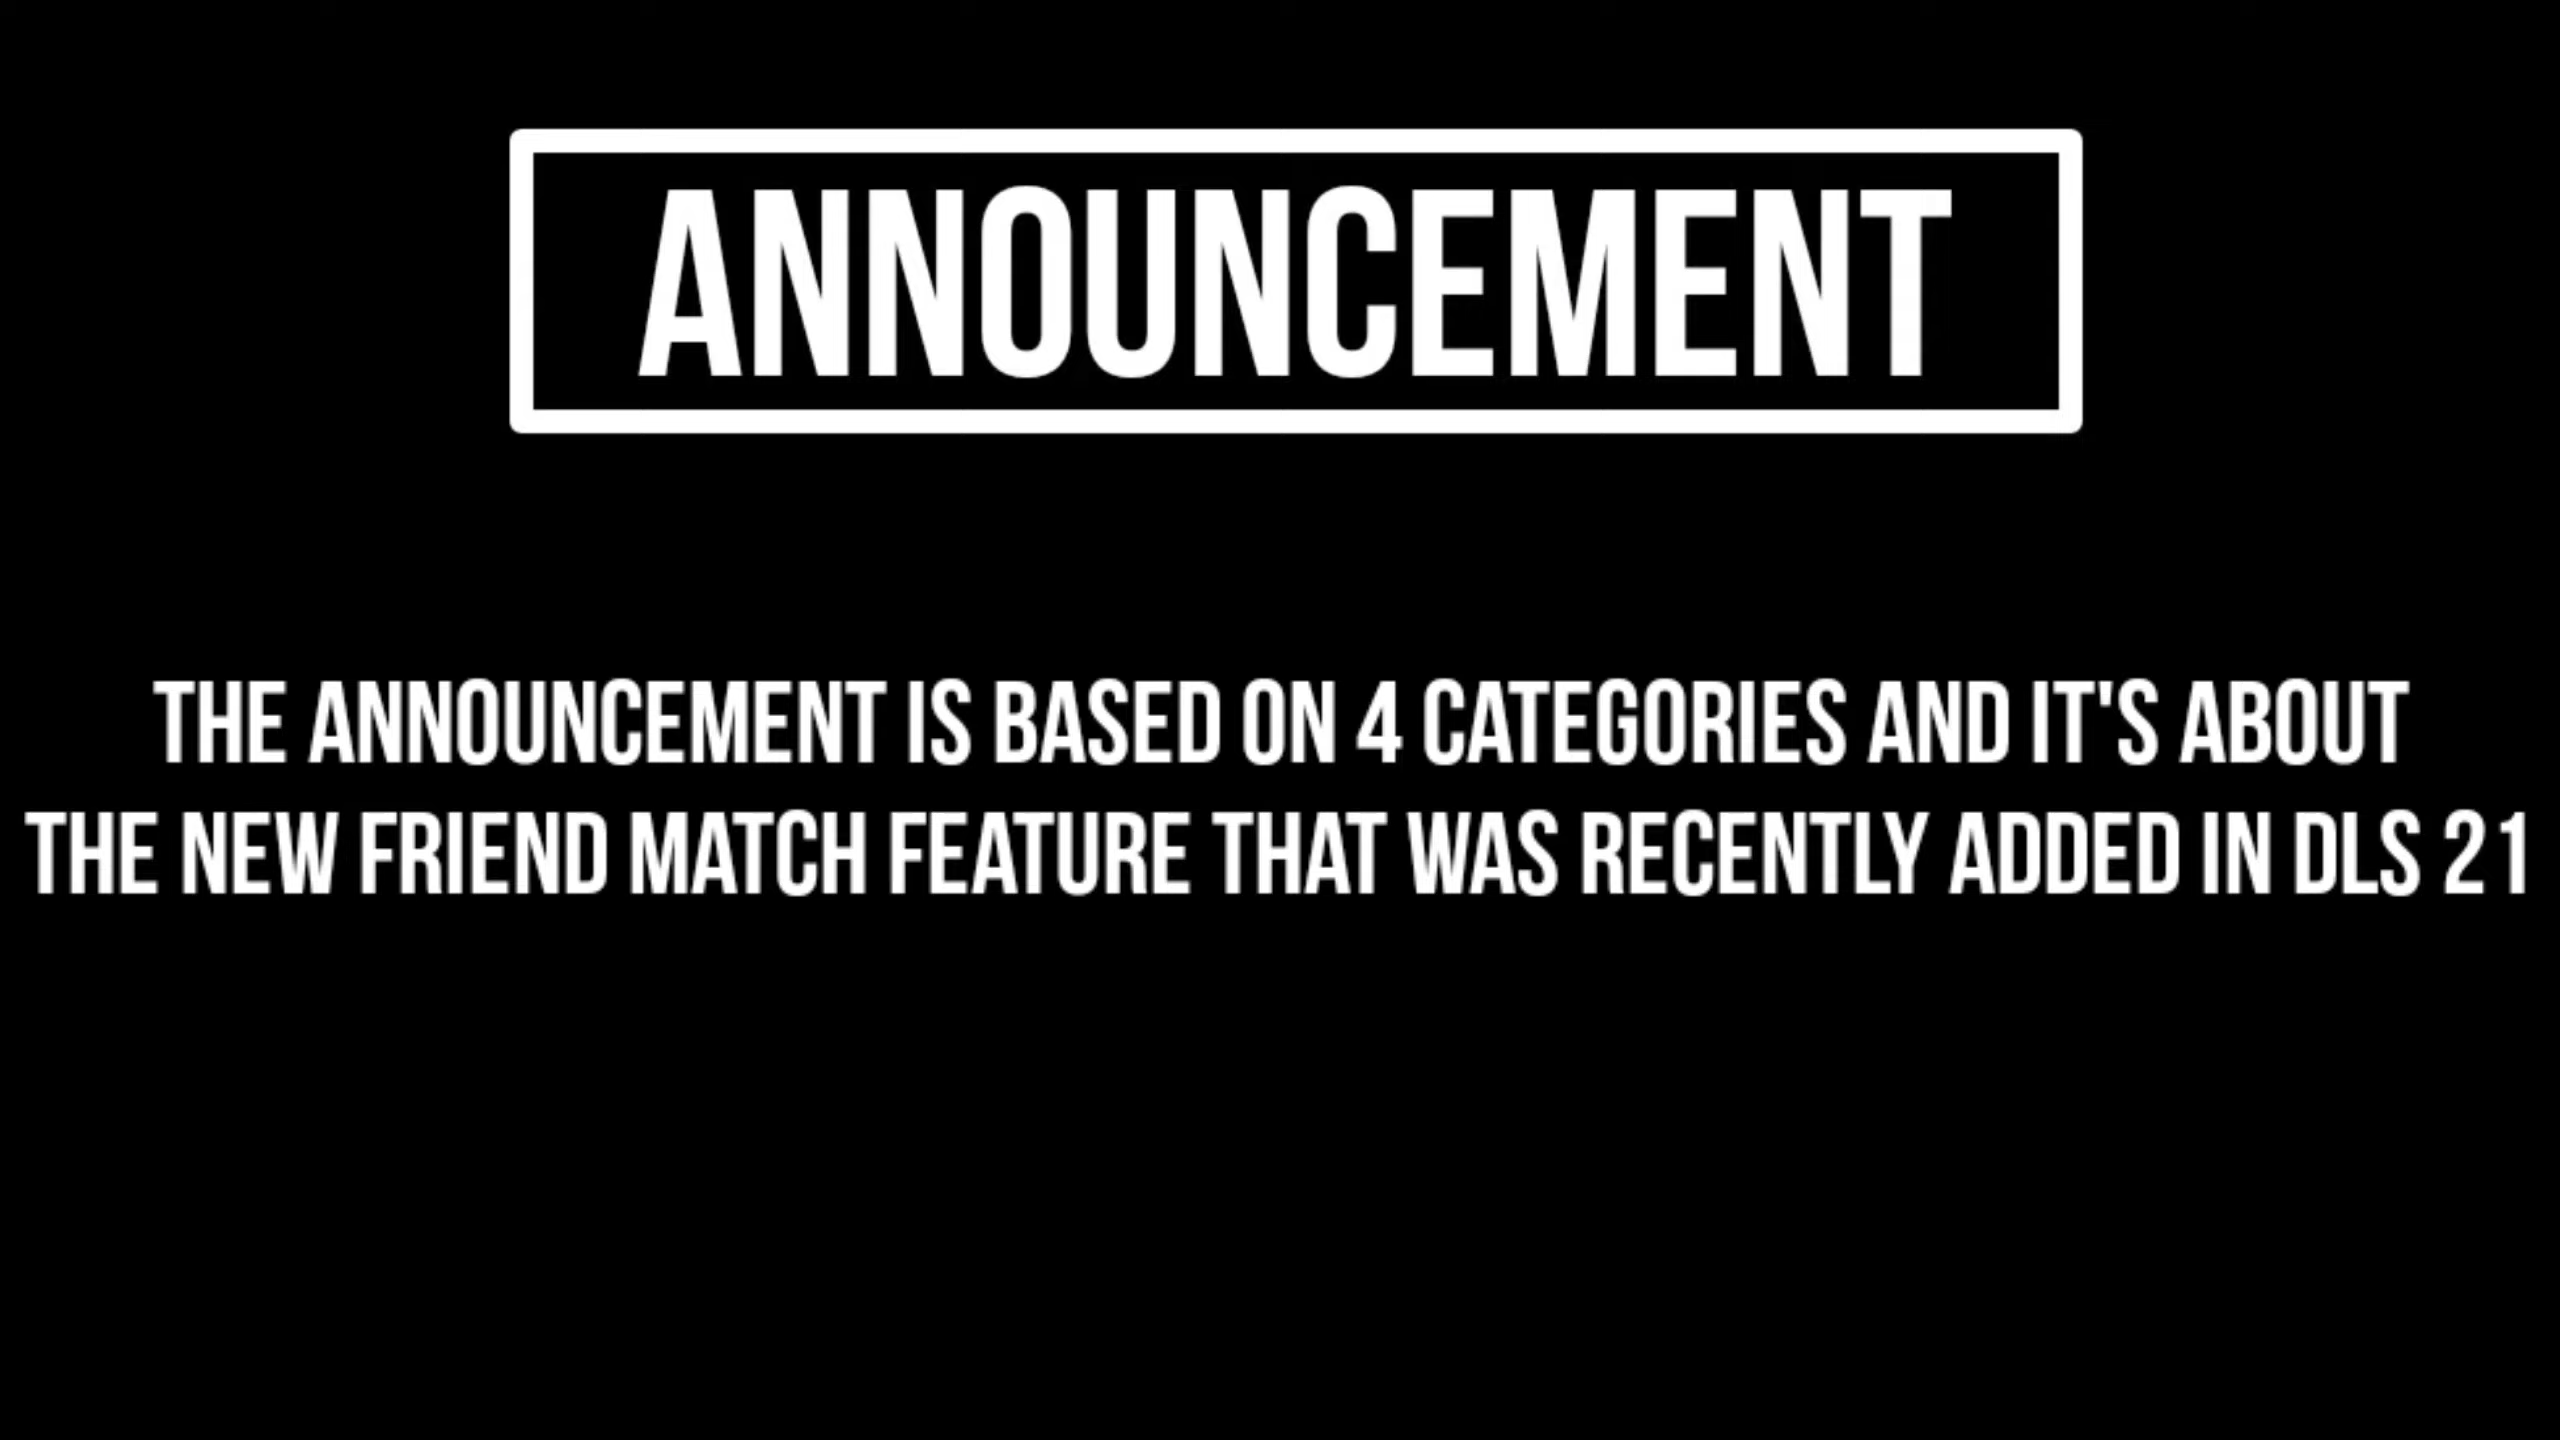 ANNOUNCEMENT
THE ANNOUNCEMENT IS BASED ON 4 CATEGORIES AND IT'S ABOUT
THE NEW FRIEND MATCH FEATURE THAT WAS RECENTLY ADDED IN DLS 21